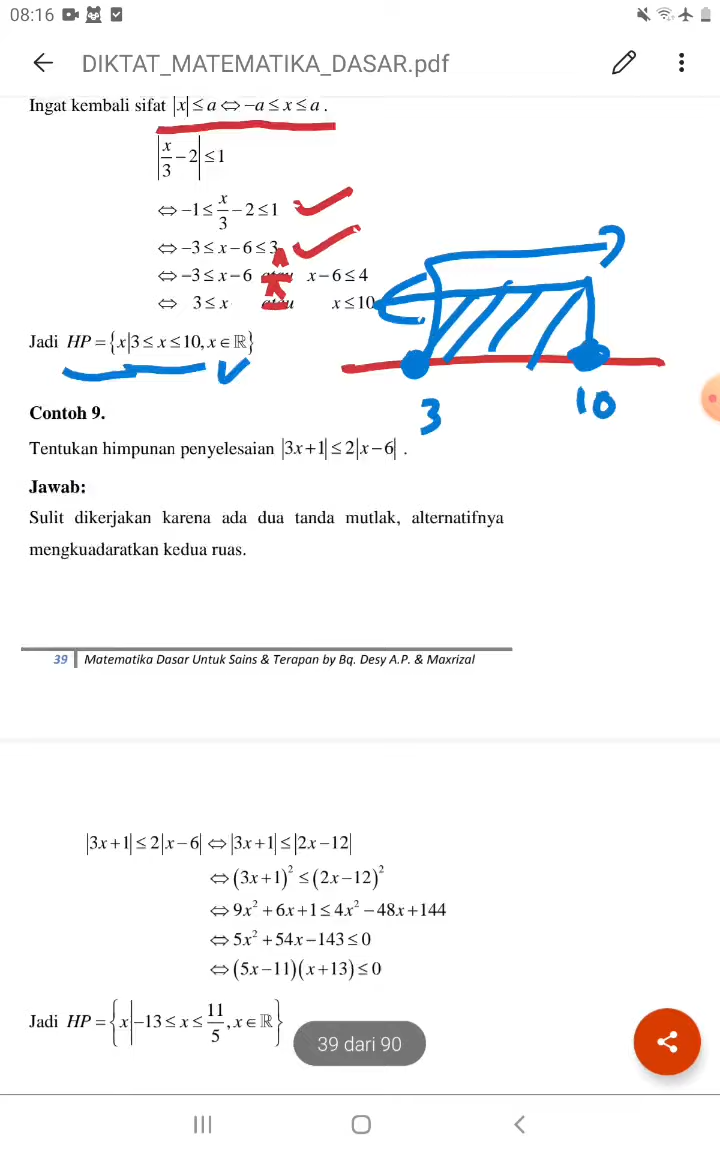 08:16
DIKTAT_MATEMATIKA_DASAR.pdf
Ingat kembali sifat |x| ≤ a ⇔ −a ≤ x ≤ a .
|x/3 − 2| ≤ 1
⇔ −1 ≤ x/3 − 2 ≤ 1
⇔ −3 ≤ x − 6 ≤ 3
⇔ −3 ≤ x − 6 atau x − 6 ≤ 4
⇔ 3 ≤ x atau x ≤ 10
Jadi HP = {x|3 ≤ x ≤ 10, x ∈ ℝ}
3 10
Contoh 9.
Tentukan himpunan penyelesaian |3x+1| ≤ 2|x−6| .
Jawab:
Sulit dikerjakan karena ada dua tanda mutlak, alternatifnya
mengkuadaratkan kedua ruas.
39 | Matematika Dasar Untuk Sains & Terapan by Bq. Desy A.P. & Maxrizal
|3x+1| ≤ 2|x−6| ⇔ |3x+1| ≤ |2x−12|
⇔ (3x+1)² ≤ (2x−12)²
⇔ 9x² + 6x + 1 ≤ 4x² − 48x + 144
⇔ 5x² + 54x − 143 ≤ 0
⇔ (5x−11)(x+13) ≤ 0
Jadi HP = {x|−13 ≤ x ≤ 11/5, x ∈ ℝ}
39 dari 90